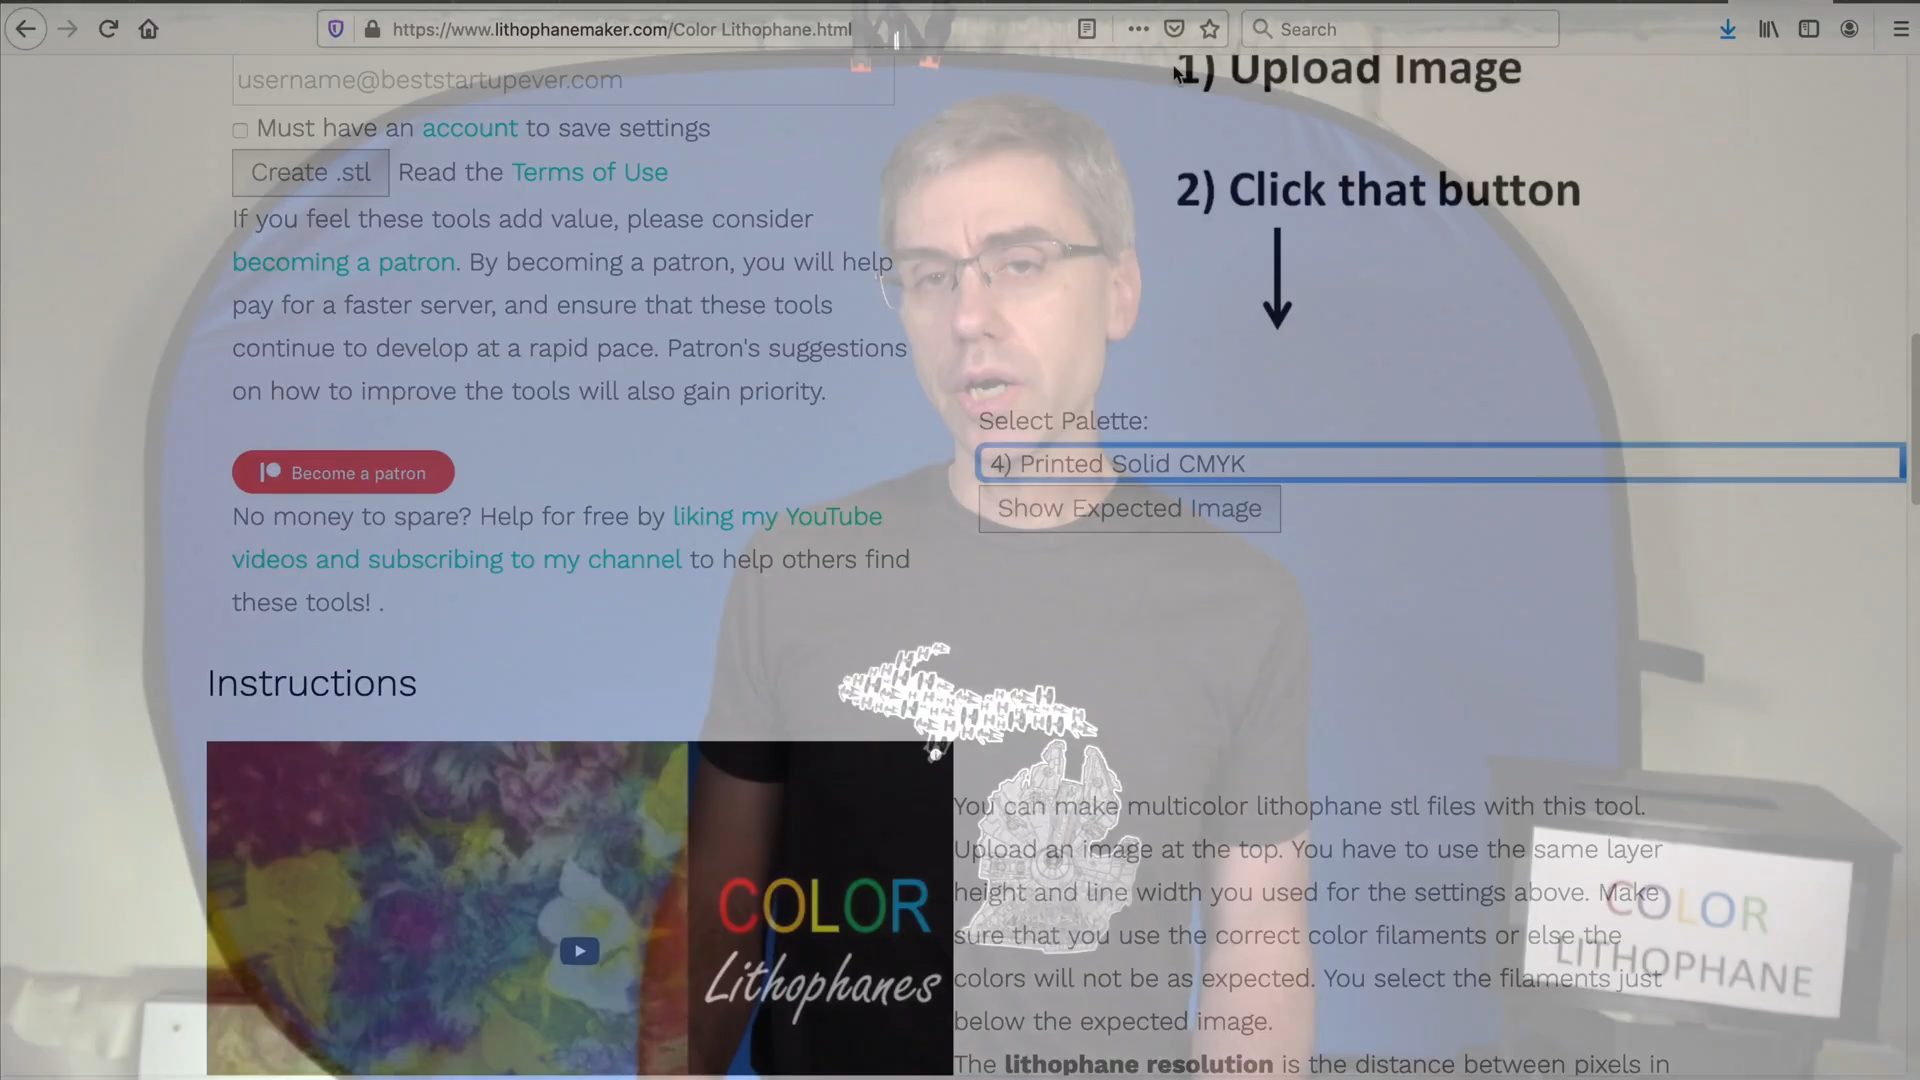 https://www.lithophanemaker.com/Color Lithophane.html
Search
username@beststartupever.com
Must have an account to save settings
Create .stl Read the Terms of Use
If you feel these tools add value, please consider
becoming a patron. By becoming a patron, you will help
pay for a faster server, and ensure that these tools
continue to develop at a rapid pace. Patron's suggestions
on how to improve the tools will also gain priority.
Become a patron
No money to spare? Help for free by liking my YouTube
videos and subscribing to my channel to help others find
these tools! .
1) Upload Image
2) Click that button
Select Palette:
4) Printed Solid CMYK
Show Expected Image
Instructions
COLOR
Lithophanes
You can make multicolor lithophane stl files with this tool.
Upload an image at the top. You have to use the same layer
height and line width you used for the settings above. Make
sure that you use the correct color filaments or else the
colors will not be as expected. You select the filaments just
below the expected image.
The lithophane resolution is the distance between pixels in
COLOR
LITHOPHANE